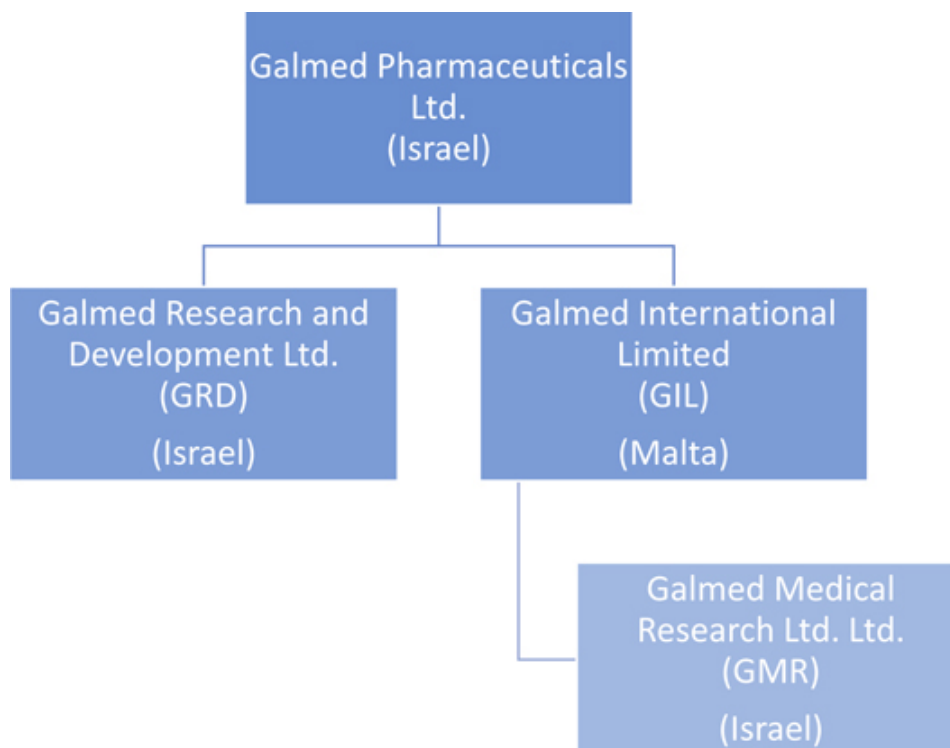 Galmed Pharmaceuticals
Ltd.
(Israel)
Galmed Research and
Development Ltd.
(GRD)
(Israel)
Galmed International
Limited
(GIL)
(Malta)
Galmed Medical
Research Ltd. Ltd.
(GMR)
(Israel)